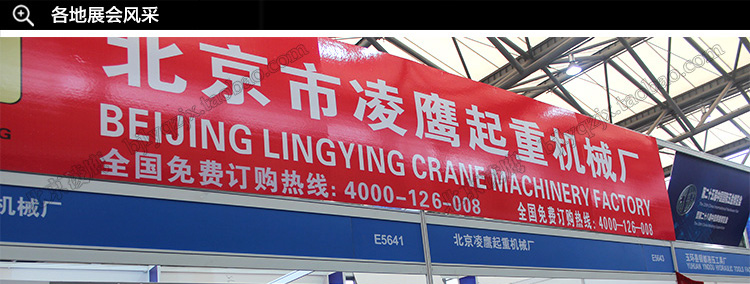 各地展会风采
北京市凌鹰起重机械厂
BEIJING LINGYING CRANE MACHINERY FACTORY
全国免费订购热线: 4000-126-008
全国免费订购热线: 4000-126-008
机械厂
E5641
北京凌鹰起重机械厂
E5643